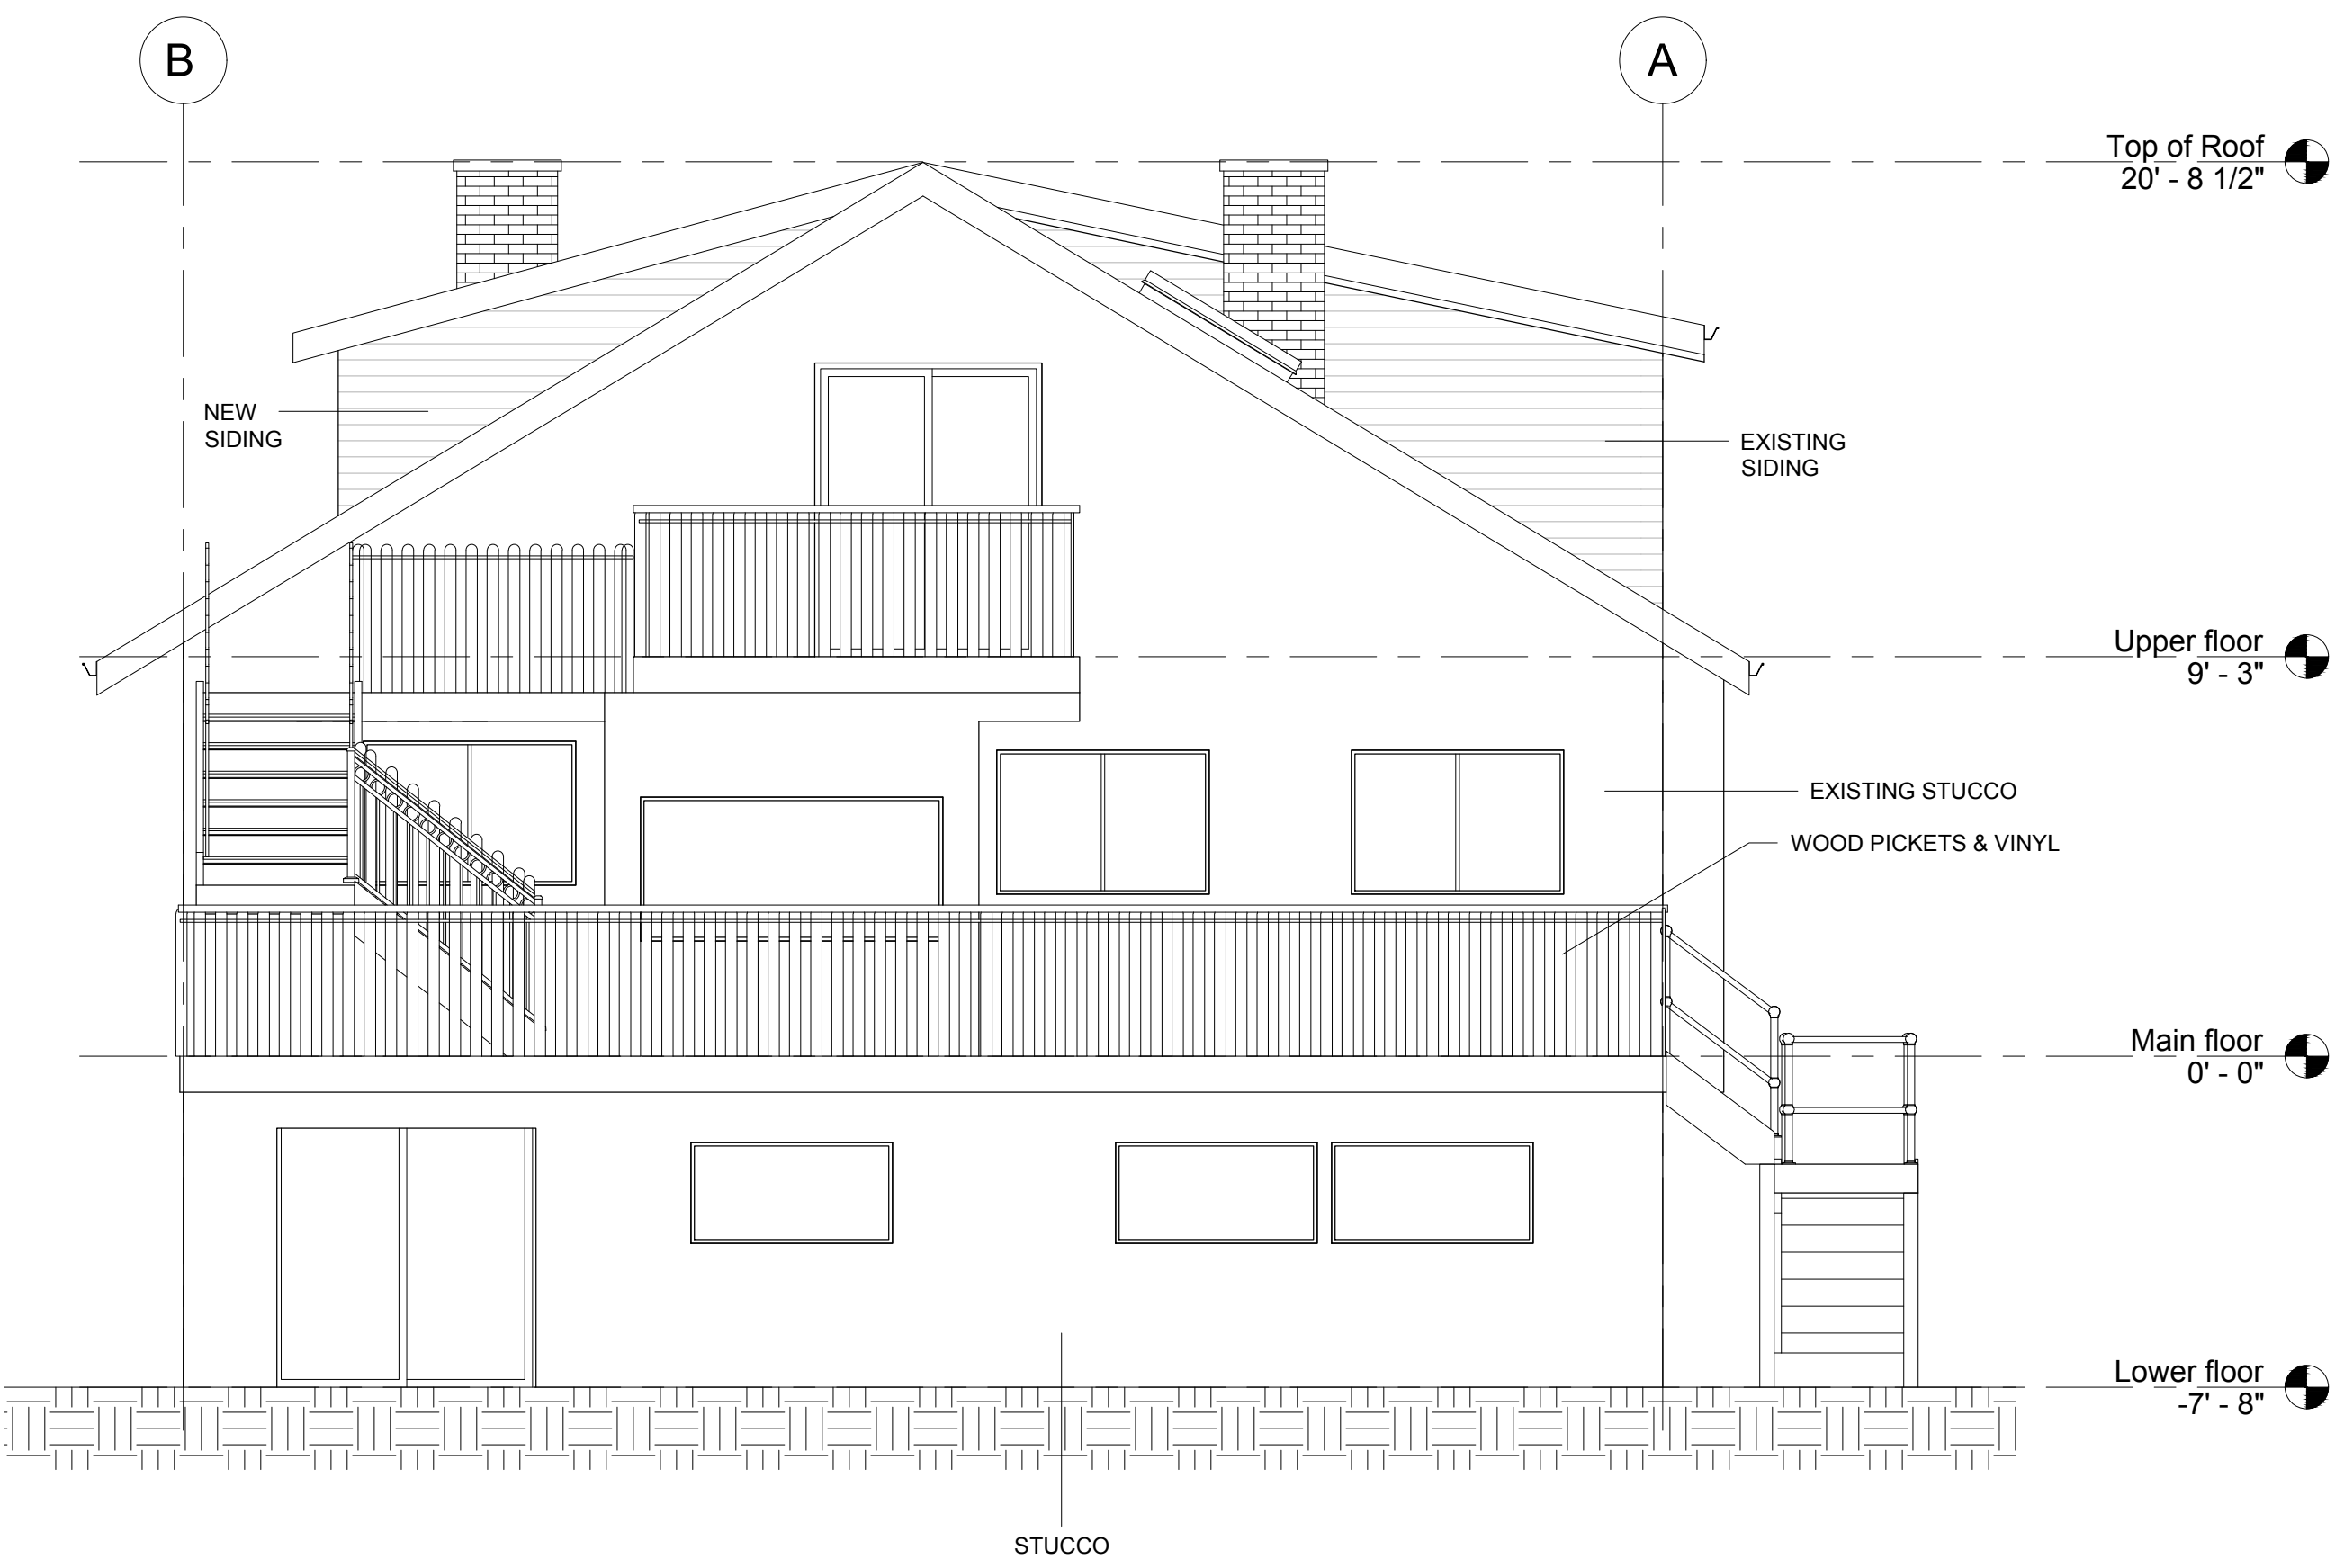 B
A
Top of Roof
20' - 8 1/2"
NEW
SIDING
EXISTING
SIDING
Upper floor
9' - 3"
EXISTING STUCCO
WOOD PICKETS & VINYL
Main floor
0' - 0"
Lower floor
-7' - 8"
STUCCO